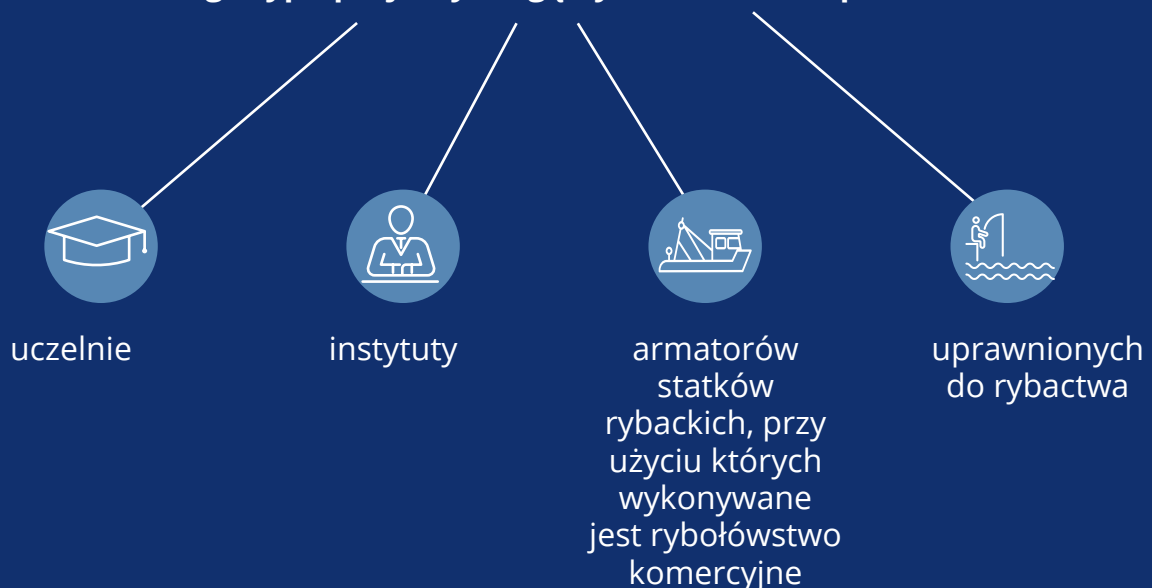 uczelnie
instytuty
armatorów
statków
rybackich, przy
użyciu których
wykonywane
jest rybołówstwo
komercyjne
uprawnionych
do rybactwa